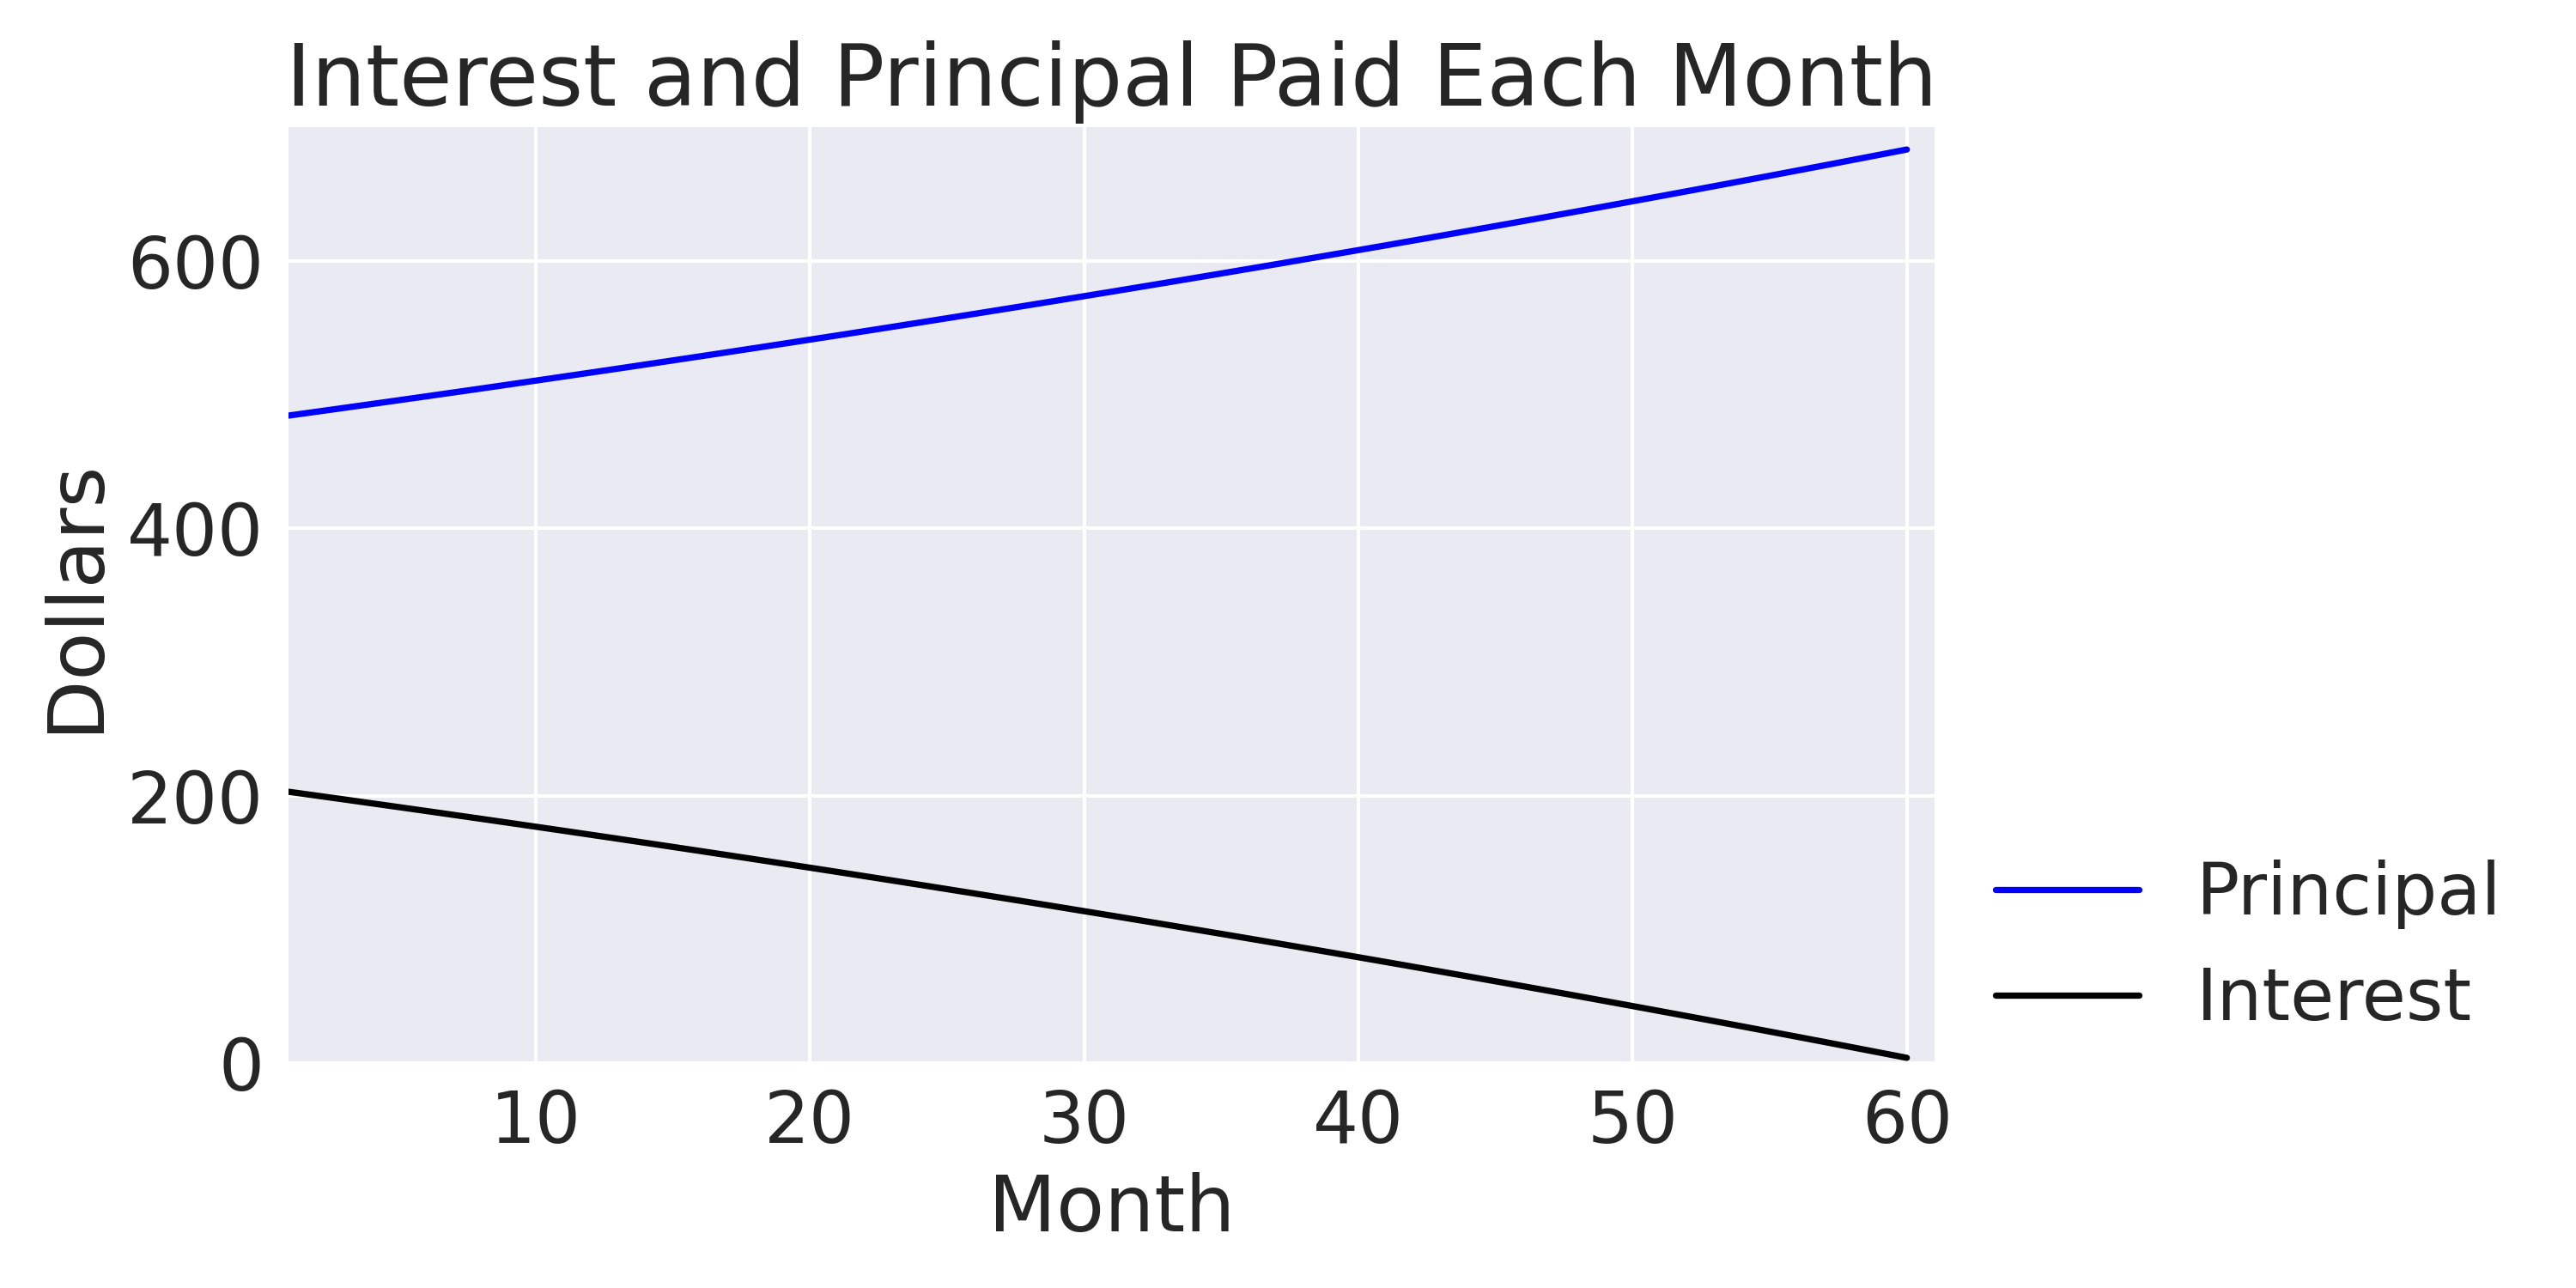 Interest and Principal Paid Each Month
Dollars
600
400
200
0
10 20 30 40 50 60
Month
Principal
Interest